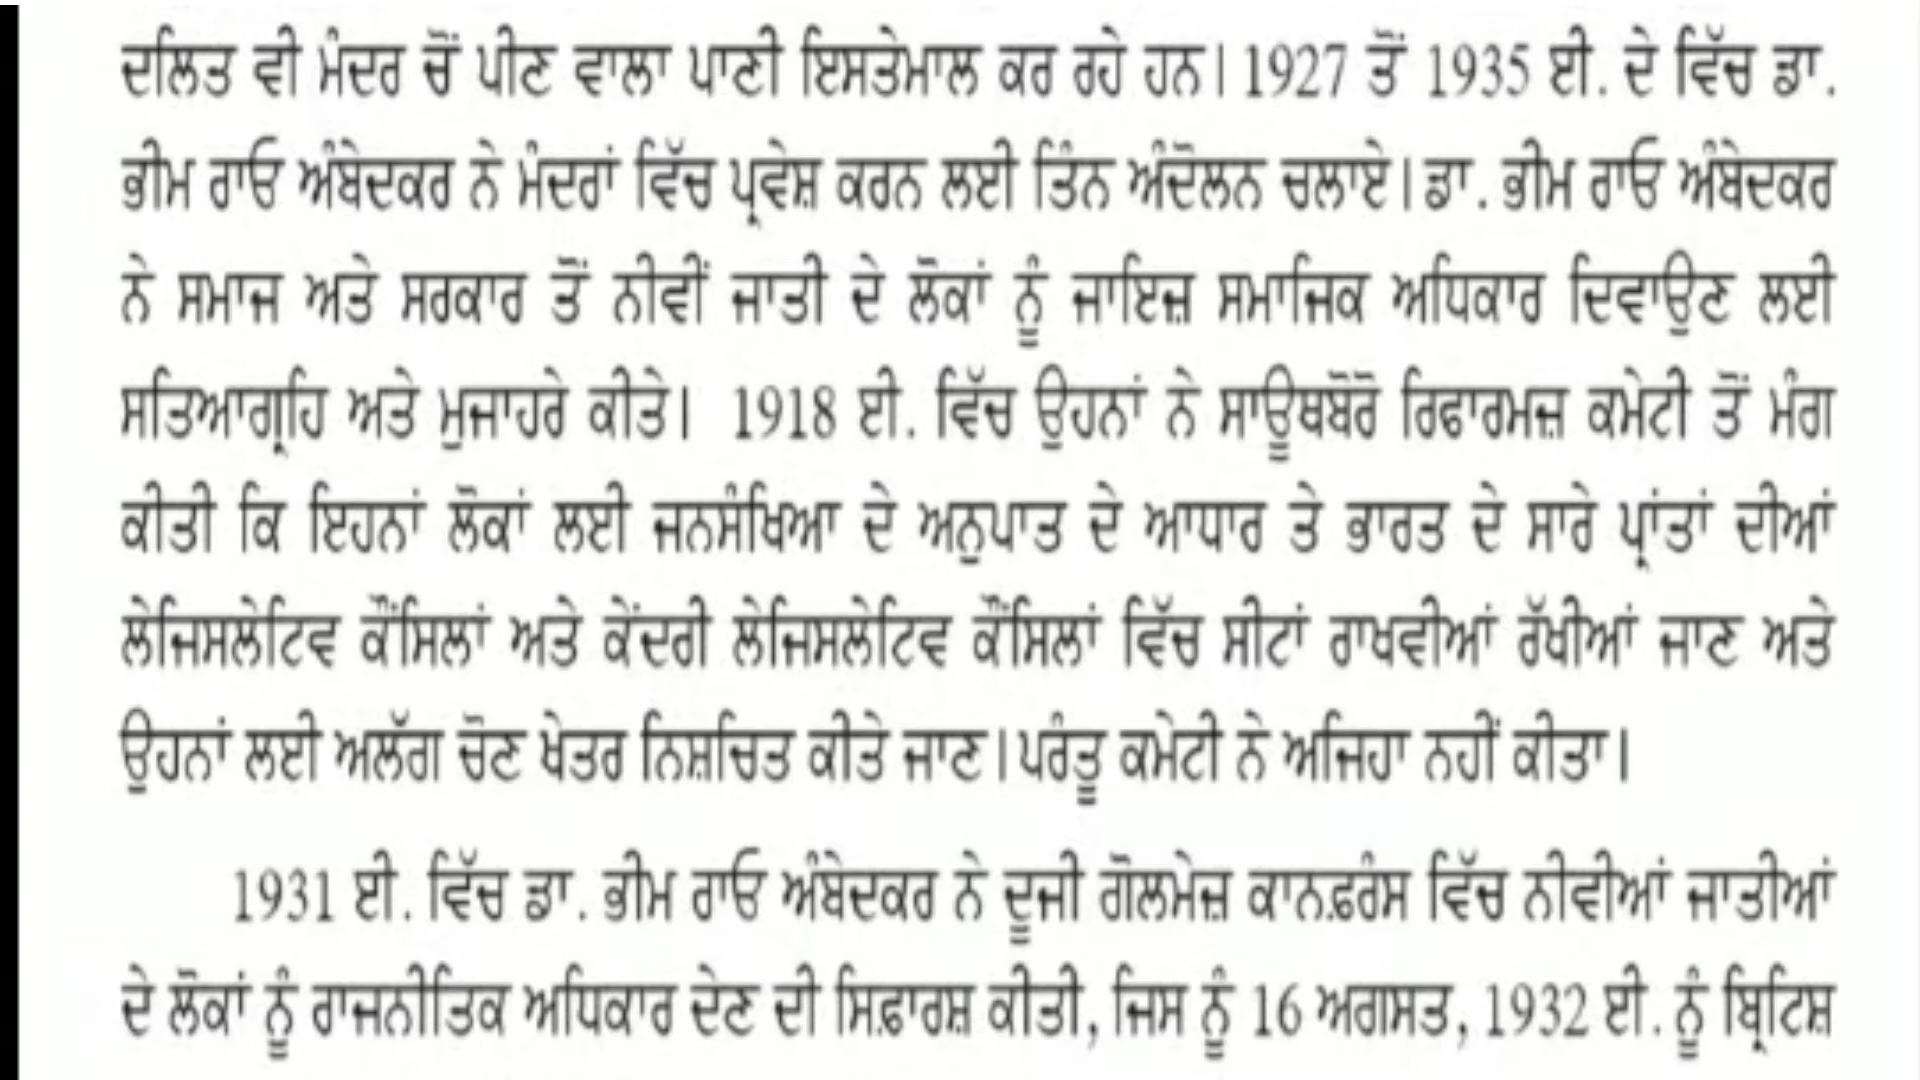 ਦਲਿਤ ਵੀ ਮੰਦਰ ਚੋਂ ਪੀਣ ਵਾਲਾ ਪਾਣੀ ਇਸਤੇਮਾਲ ਕਰ ਰਹੇ ਹਨ। 1927 ਤੋਂ 1935 ਈ. ਦੇ ਵਿੱਚ ਡਾ.
ਭੀਮ ਰਾਓ ਅੰਬੇਦਕਰ ਨੇ ਮੰਦਰਾਂ ਵਿੱਚ ਪ੍ਰਵੇਸ਼ ਕਰਨ ਲਈ ਤਿੰਨ ਅੰਦੋਲਨ ਚਲਾਏ। ਡਾ. ਭੀਮ ਰਾਓ ਅੰਬੇਦਕਰ
ਨੇ ਸਮਾਜ ਅਤੇ ਸਰਕਾਰ ਤੋਂ ਨੀਵੀਂ ਜਾਤੀ ਦੇ ਲੋਕਾਂ ਨੂੰ ਜਾਇਜ਼ ਸਮਾਜਿਕ ਅਧਿਕਾਰ ਦਿਵਾਉਣ ਲਈ
ਸਤਿਆਗ੍ਰਹਿ ਅਤੇ ਮੁਜਾਹਰੇ ਕੀਤੇ। 1918 ਈ. ਵਿੱਚ ਉਹਨਾਂ ਨੇ ਸਾਊਥਬੋਰੋ ਰਿਫਾਰਮਜ਼ ਕਮੇਟੀ ਤੋਂ ਮੰਗ
ਕੀਤੀ ਕਿ ਇਹਨਾਂ ਲੋਕਾਂ ਲਈ ਜਨਸੰਖਿਆ ਦੇ ਅਨੁਪਾਤ ਦੇ ਆਧਾਰ ਤੇ ਭਾਰਤ ਦੇ ਸਾਰੇ ਪ੍ਰਾਂਤਾਂ ਦੀਆਂ
ਲੇਜਿਸਲੇਟਿਵ ਕੌਂਸਿਲਾਂ ਅਤੇ ਕੇਂਦਰੀ ਲੇਜਿਸਲੇਟਿਵ ਕੌਂਸਿਲਾਂ ਵਿੱਚ ਸੀਟਾਂ ਰਾਖਵੀਆਂ ਰੱਖੀਆਂ ਜਾਣ ਅਤੇ
ਉਹਨਾਂ ਲਈ ਅਲੱਗ ਚੋਣ ਖੇਤਰ ਨਿਸ਼ਚਿਤ ਕੀਤੇ ਜਾਣ। ਪਰੰਤੂ ਕਮੇਟੀ ਨੇ ਅਜਿਹਾ ਨਹੀਂ ਕੀਤਾ।
1931 ਈ. ਵਿੱਚ ਡਾ. ਭੀਮ ਰਾਓ ਅੰਬੇਦਕਰ ਨੇ ਦੂਜੀ ਗੋਲਮੇਜ਼ ਕਾਨਫ਼ਰੰਸ ਵਿੱਚ ਨੀਵੀਆਂ ਜਾਤੀਆਂ
ਦੇ ਲੋਕਾਂ ਨੂੰ ਰਾਜਨੀਤਿਕ ਅਧਿਕਾਰ ਦੇਣ ਦੀ ਸਿਫ਼ਾਰਸ਼ ਕੀਤੀ, ਜਿਸ ਨੂੰ 16 ਅਗਸਤ, 1932 ਈ. ਨੂੰ ਬ੍ਰਿਟਿਸ਼